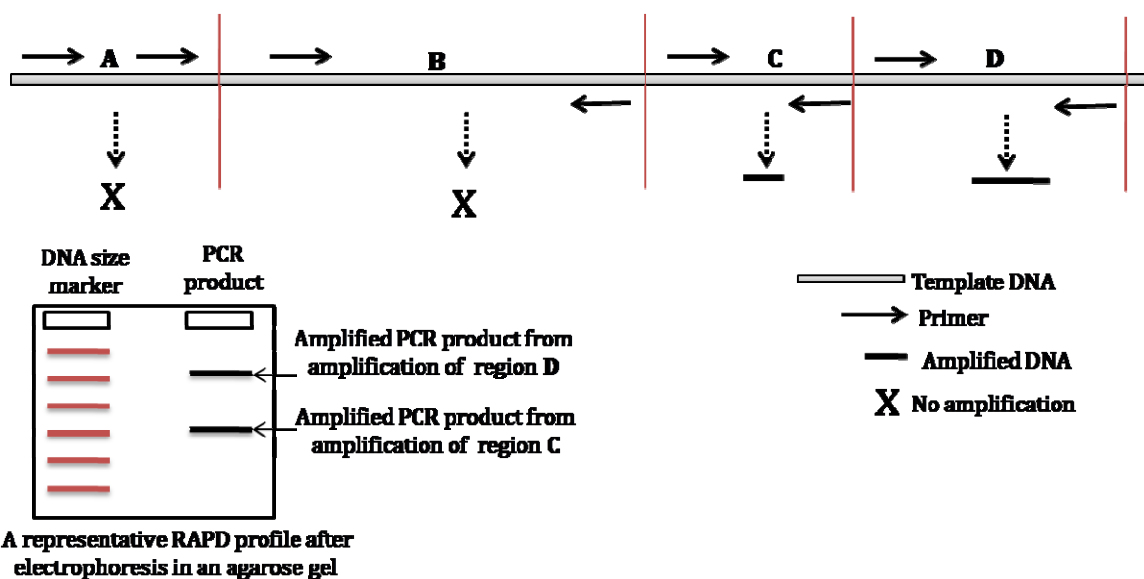 A
B
C
D
X
X
DNA size
marker
PCR
product
Amplified PCR product from
amplification of region D
Amplified PCR product from
amplification of  region C
A representative RAPD profile after
electrophoresis in an agarose gel
Template DNA
Primer
Amplified DNA
X No amplification